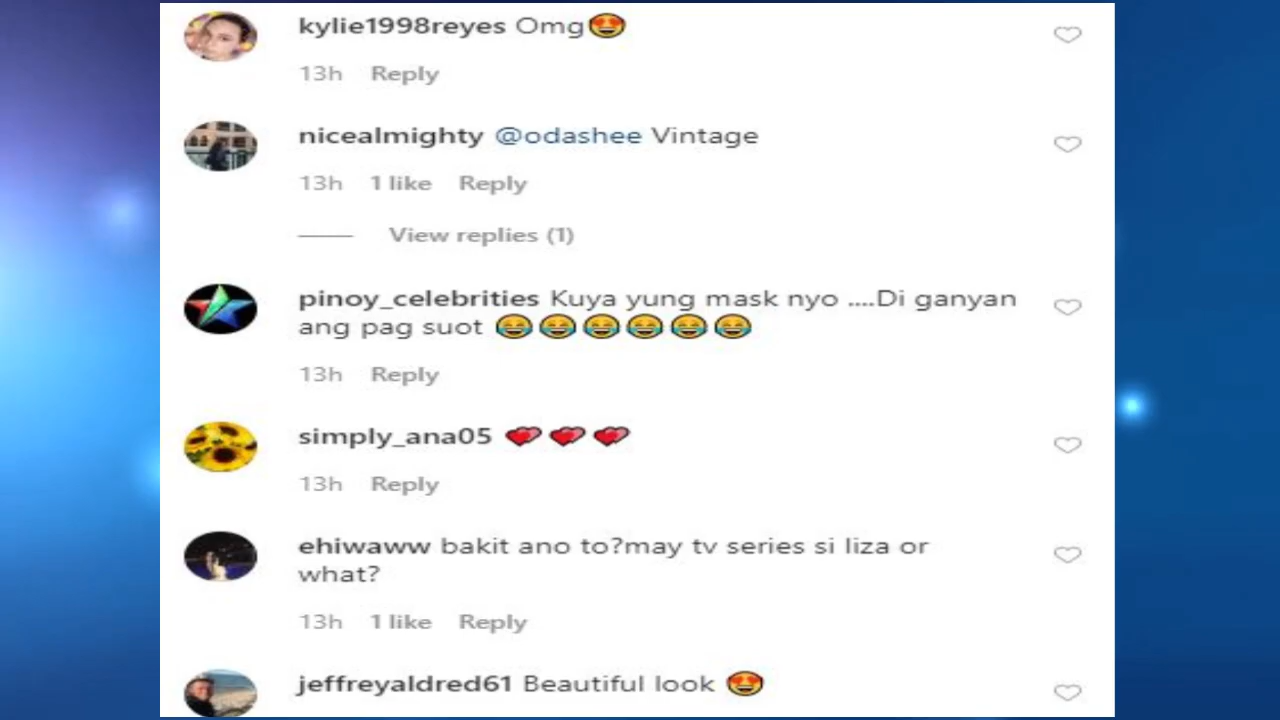 kylie1998reyes Omg😍
13h Reply
nicealmighty @odashee Vintage
13h 1 like Reply
View replies (1)
pinoy_celebrities Kuya yung mask nyo ....Di ganyan
ang pag suot 😂😂😂😂😂😂
13h Reply
simply_ana05 💕💕💕
13h Reply
ehiwaww bakit ano to?may tv series si liza or
what?
13h 1 like Reply
jeffreyaldred61 Beautiful look 😍